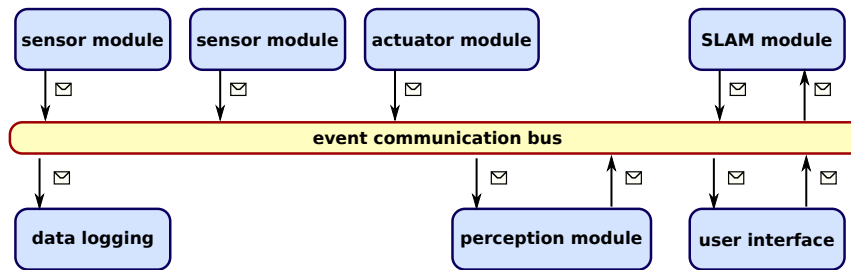 sensor module
sensor module
actuator module
SLAM module
event communication bus
data logging
perception module
user interface